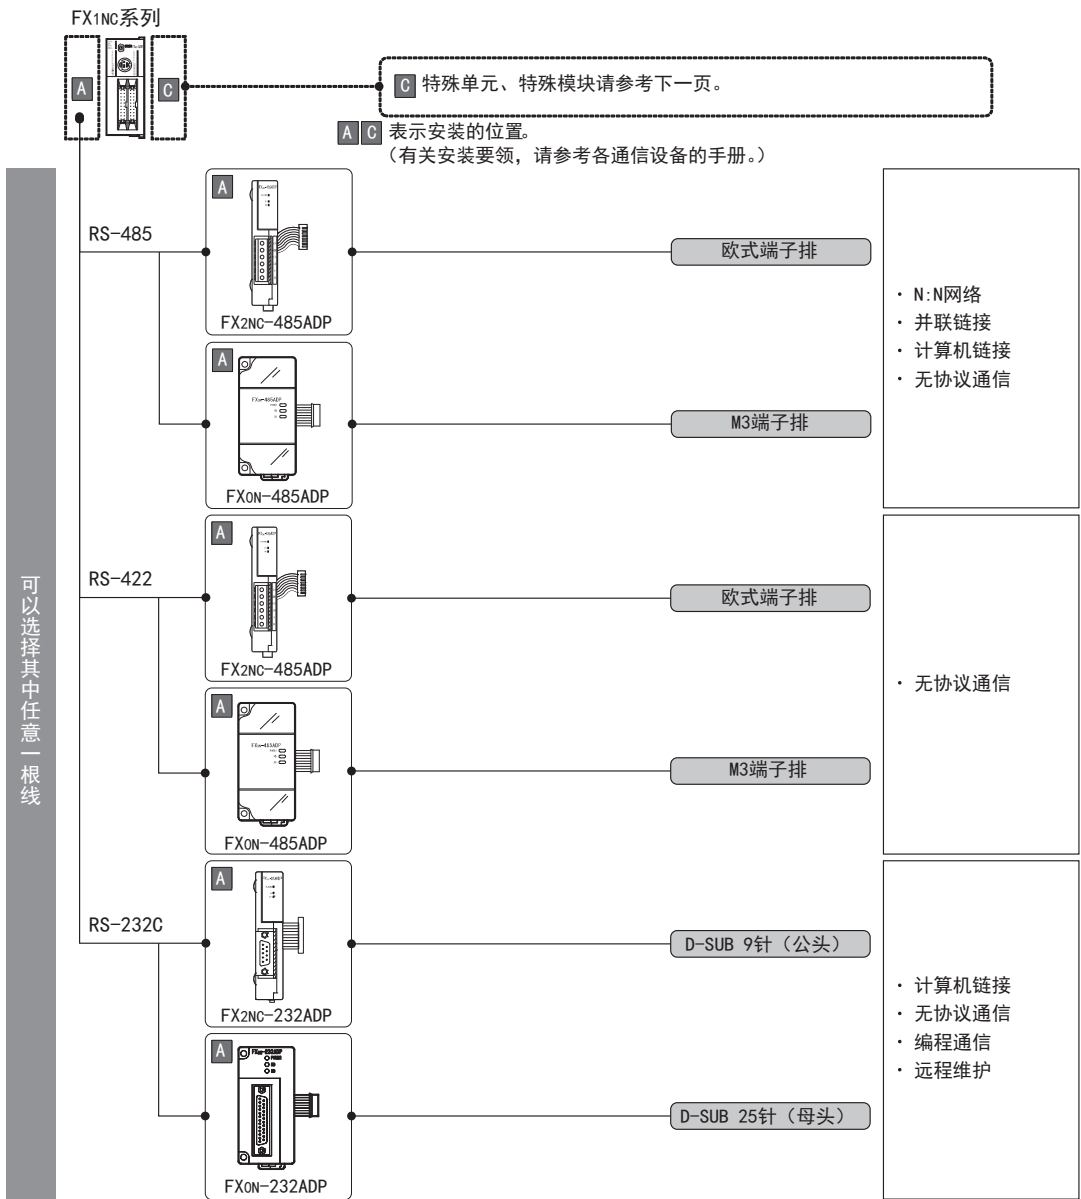 FX1NC系列
A
C
C 特殊单元、特殊模块请参考下一页。
A C 表示安装的位置。
（有关安装要领，请参考各通信设备的手册。）
可以选择其中任意一根线
RS-485
A
FX2NC-485ADP
欧式端子排
A
FX0N-485ADP
FX0N-485ADP
M3端子排
· N:N网络
· 并联链接
· 计算机链接
· 无协议通信
RS-422
A
FX2NC-485ADP
欧式端子排
A
FX0N-485ADP
FX0N-485ADP
M3端子排
· 无协议通信
RS-232C
A
FX2NC-232ADP
D-SUB 9针（公头）
A
FX0N-232ADP
POWER
FX0N-232ADP
D-SUB 25针（母头）
· 计算机链接
· 无协议通信
· 编程通信
· 远程维护